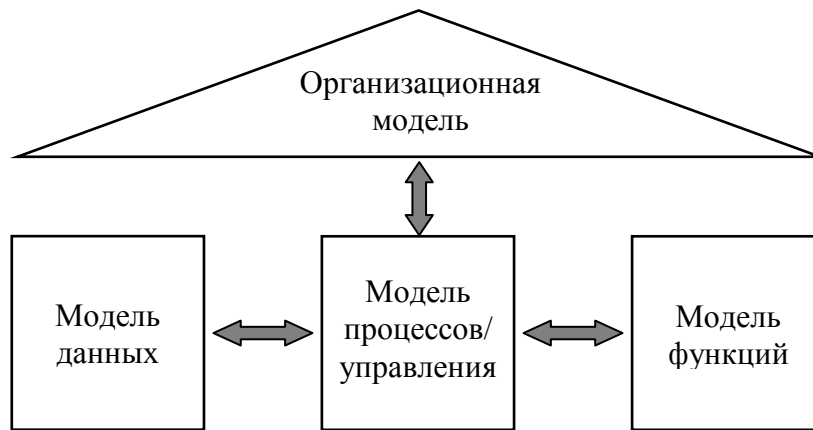 Организационная
модель
Модель
данных
Модель
процессов/
управления
Модель
функций